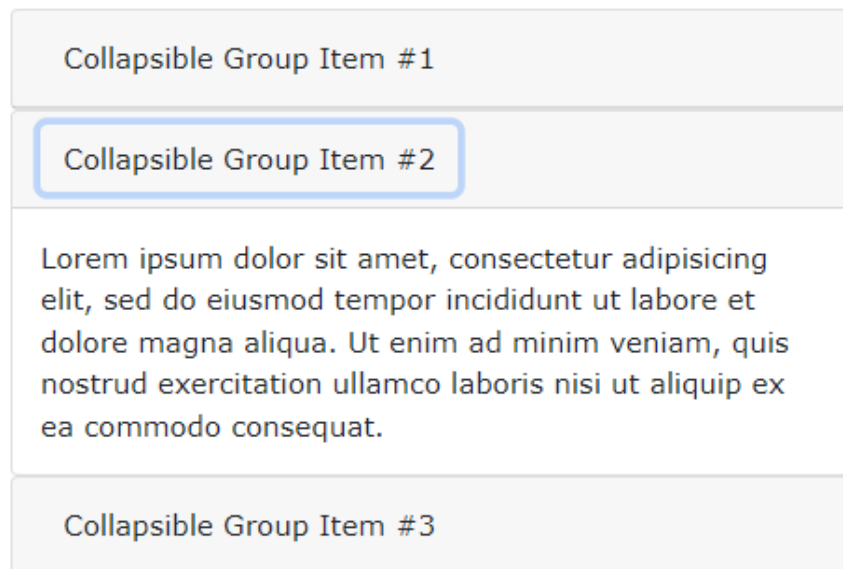 Collapsible Group Item #1
Collapsible Group Item #2
Lorem ipsum dolor sit amet, consectetur adipisicing
elit, sed do eiusmod tempor incididunt ut labore et
dolore magna aliqua. Ut enim ad minim veniam, quis
nostrud exercitation ullamco laboris nisi ut aliquip ex
ea commodo consequat.
Collapsible Group Item #3